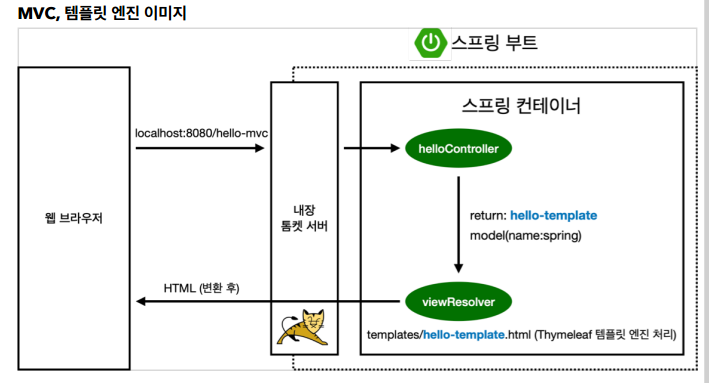 MVC, 템플릿 엔진 이미지
스프링 부트
스프링 컨테이너
localhost:8080/hello-mvc
helloController
웹 브라우저
내장
톰켓 서버
return: hello-template
model(name:spring)
HTML (변환 후)
viewResolver
templates/hello-template.html (Thymeleaf 템플릿 엔진 처리)